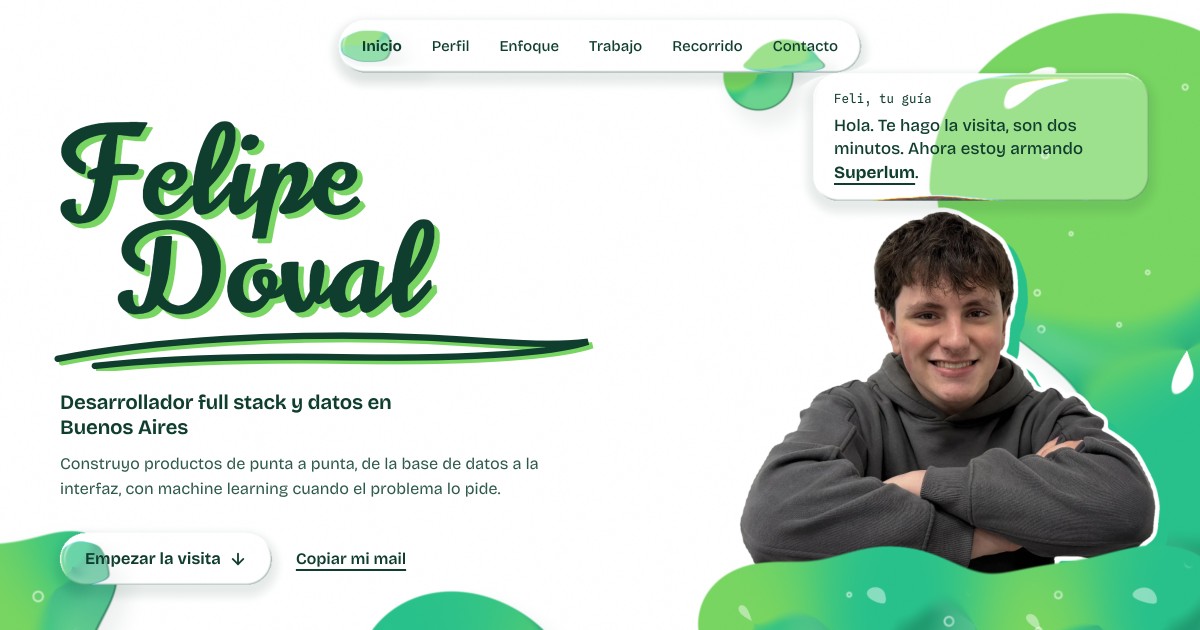 Inicio Perfil Enfoque Trabajo Recorrido Contacto
Feli, tu guía
Hola. Te hago la visita, son dos
minutos. Ahora estoy armando
Superlum.
Felipe
Doval
Desarrollador full stack y datos en
Buenos Aires
Construyo productos de punta a punta, de la base de datos a la
interfaz, con machine learning cuando el problema lo pide.
Empezar la visita ↓ Copiar mi mail